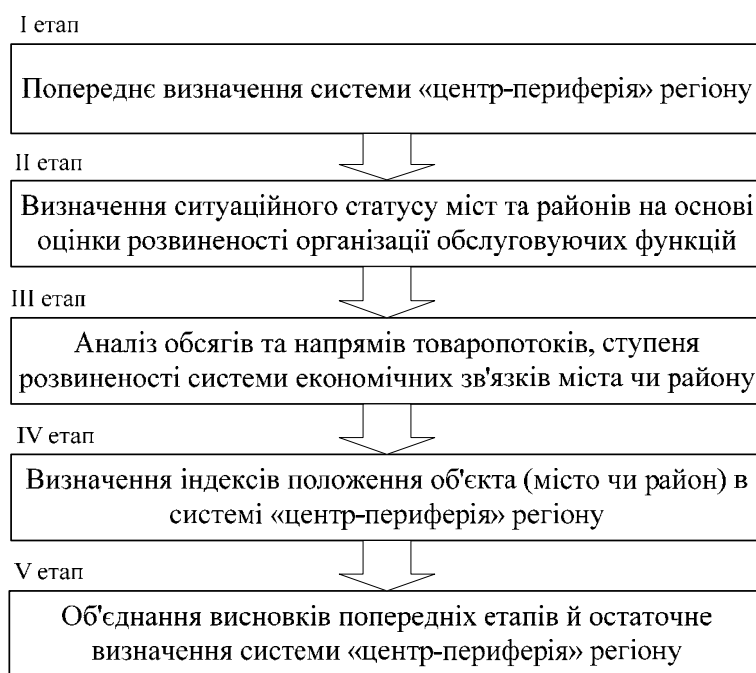 I етап
Попереднє визначення системи «центр-периферія» регіону
II етап
Визначення ситуаційного статусу міст та районів на основі
оцінки розвиненості організації обслуговуючих функцій
III етап
Аналіз обсягів та напрямів товаропотоків, ступеня
розвиненості системи економічних зв'язків міста чи району
IV етап
Визначення індексів положення об'єкта (місто чи район) в
системі «центр-периферія» регіону
V етап
Об'єднання висновків попередніх етапів й остаточне
визначення системи «центр-периферія» регіону